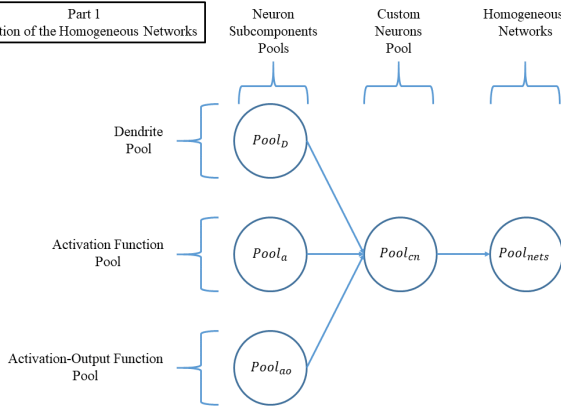 Part 1
of the Homogeneous Networks
Neuron
Subcomponents
Pools
Custom
Neurons
Pool
Homogeneous
Networks
Dendrite
Pool
Pool_D
Activation Function
Pool
Pool_a
Pool_cn
Pool_nets
Activation-Output Function
Pool
Pool_ao